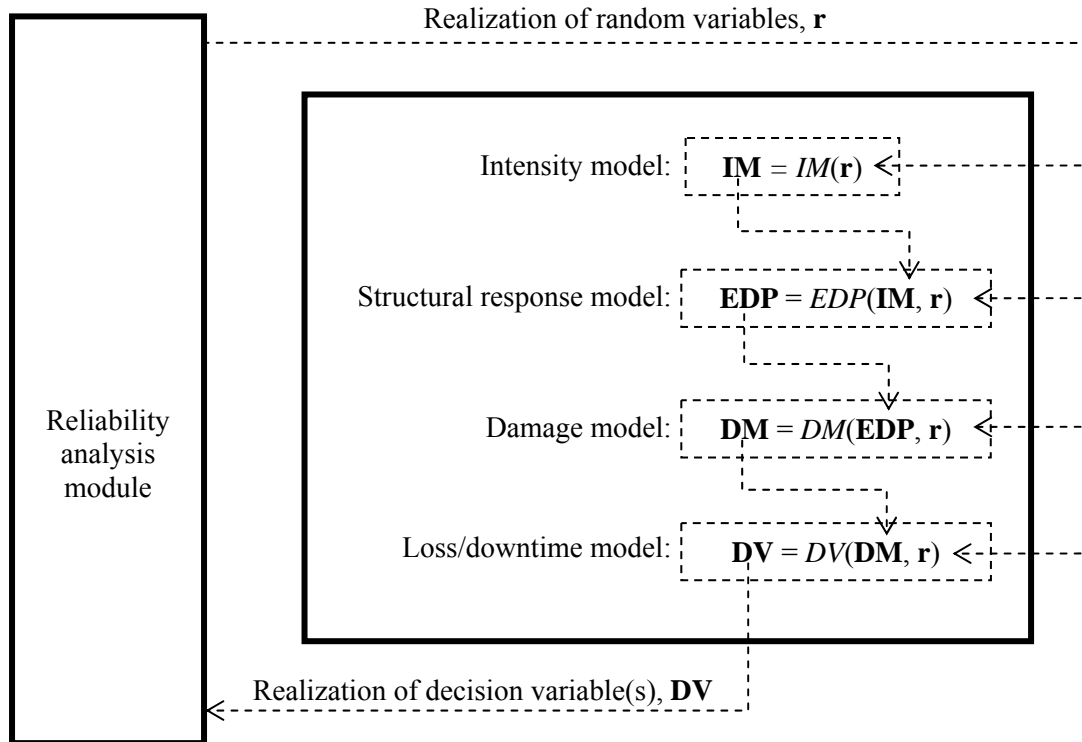 Realization of random variables, r
Intensity model: IM = IM(r)
Structural response model: EDP = EDP(IM, r)
Reliability
analysis
module
Damage model: DM = DM(EDP, r)
Loss/downtime model: DV = DV(DM, r)
Realization of decision variable(s), DV